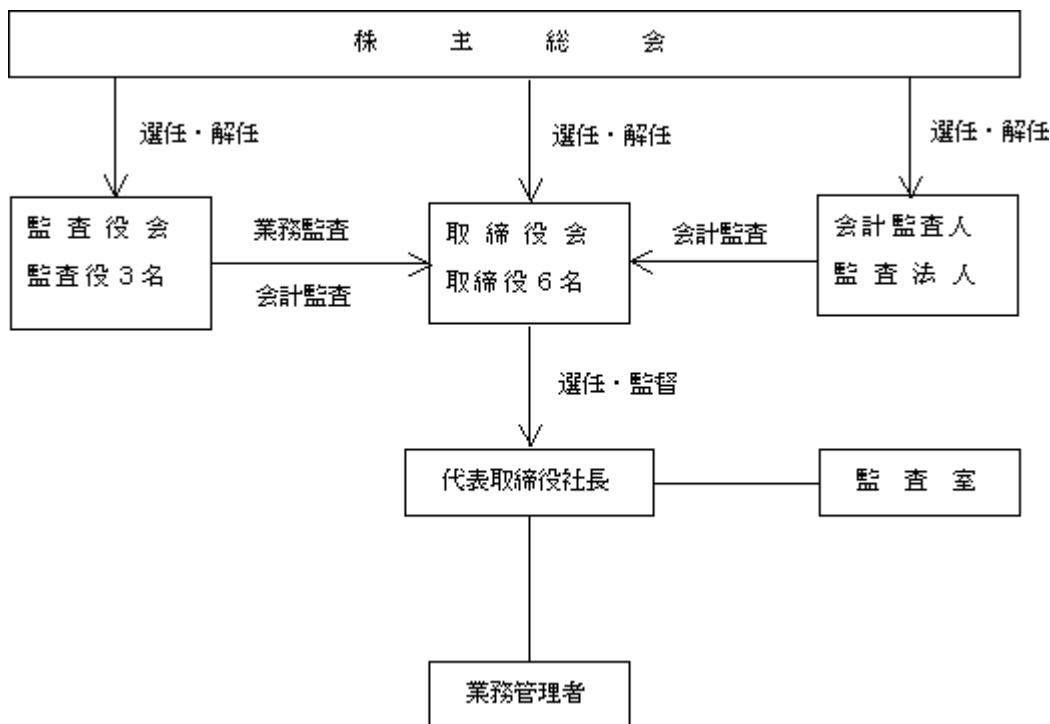 株主総会
選任・解任
選任・解任
選任・解任
監査役会
監査役3名
業務監査
会計監査
取締役会
取締役6名
会計監査
会計監査人
監査法人
選任・監督
代表取締役社長
監査室
業務管理者